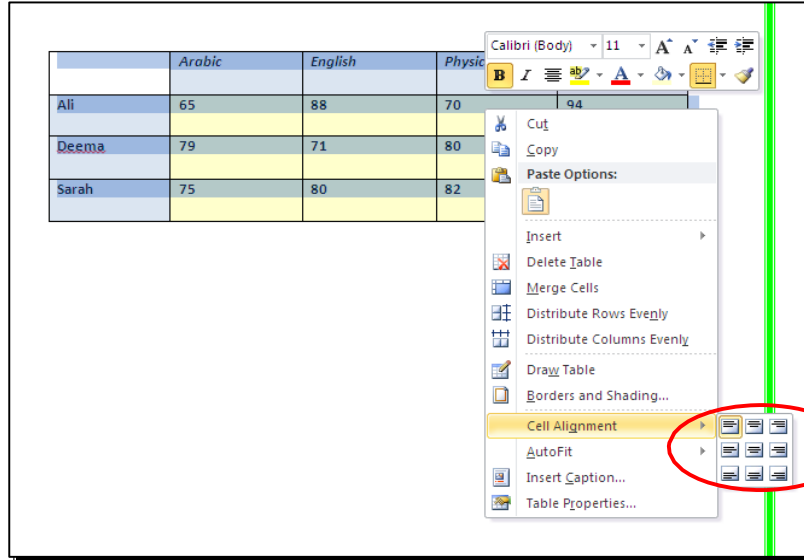 Calibri (Body) 11 A A
B I ab A
Arabic English Physic
Ali 65 88 70 94
Deema 79 71 80
Sarah 75 80 82
Cut
Copy
Paste Options:
Insert
Delete Table
Merge Cells
Distribute Rows Evenly
Distribute Columns Evenly
Draw Table
Borders and Shading...
Cell Alignment
AutoFit
Insert Caption...
Table Properties...